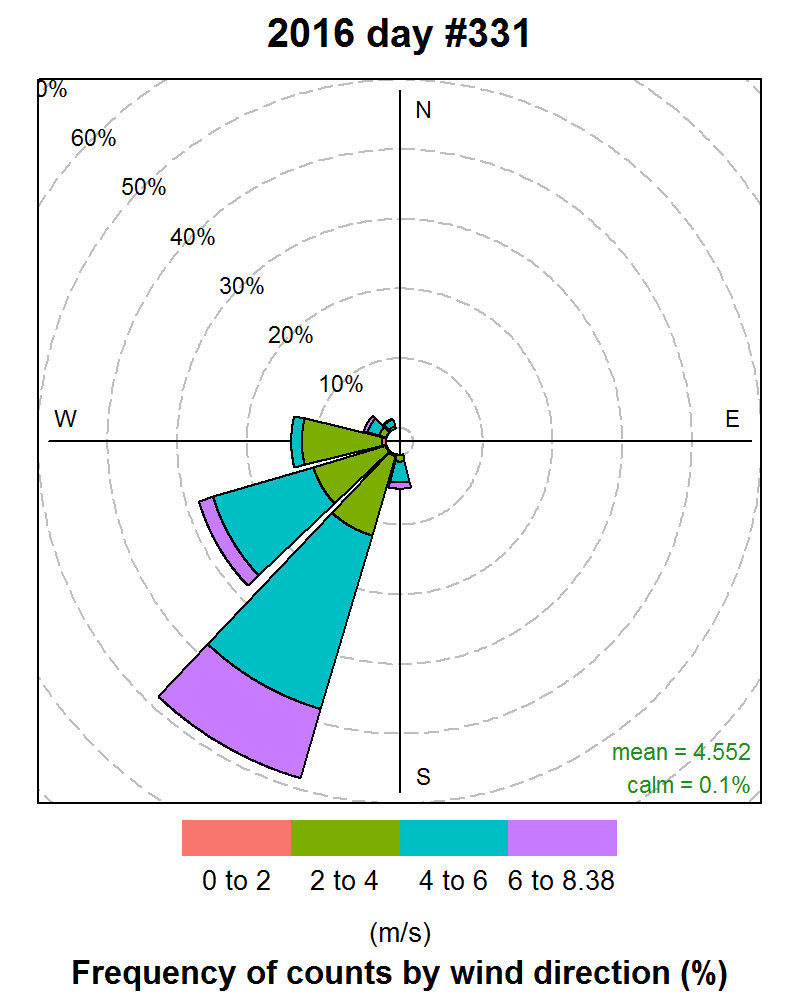 2016 day #331
0%
60%
50%
40%
30%
20%
10%
N
W
E
S
mean = 4.552
calm = 0.1%
0 to 2
2 to 4
4 to 6
6 to 8.38
(m/s)
Frequency of counts by wind direction (%)